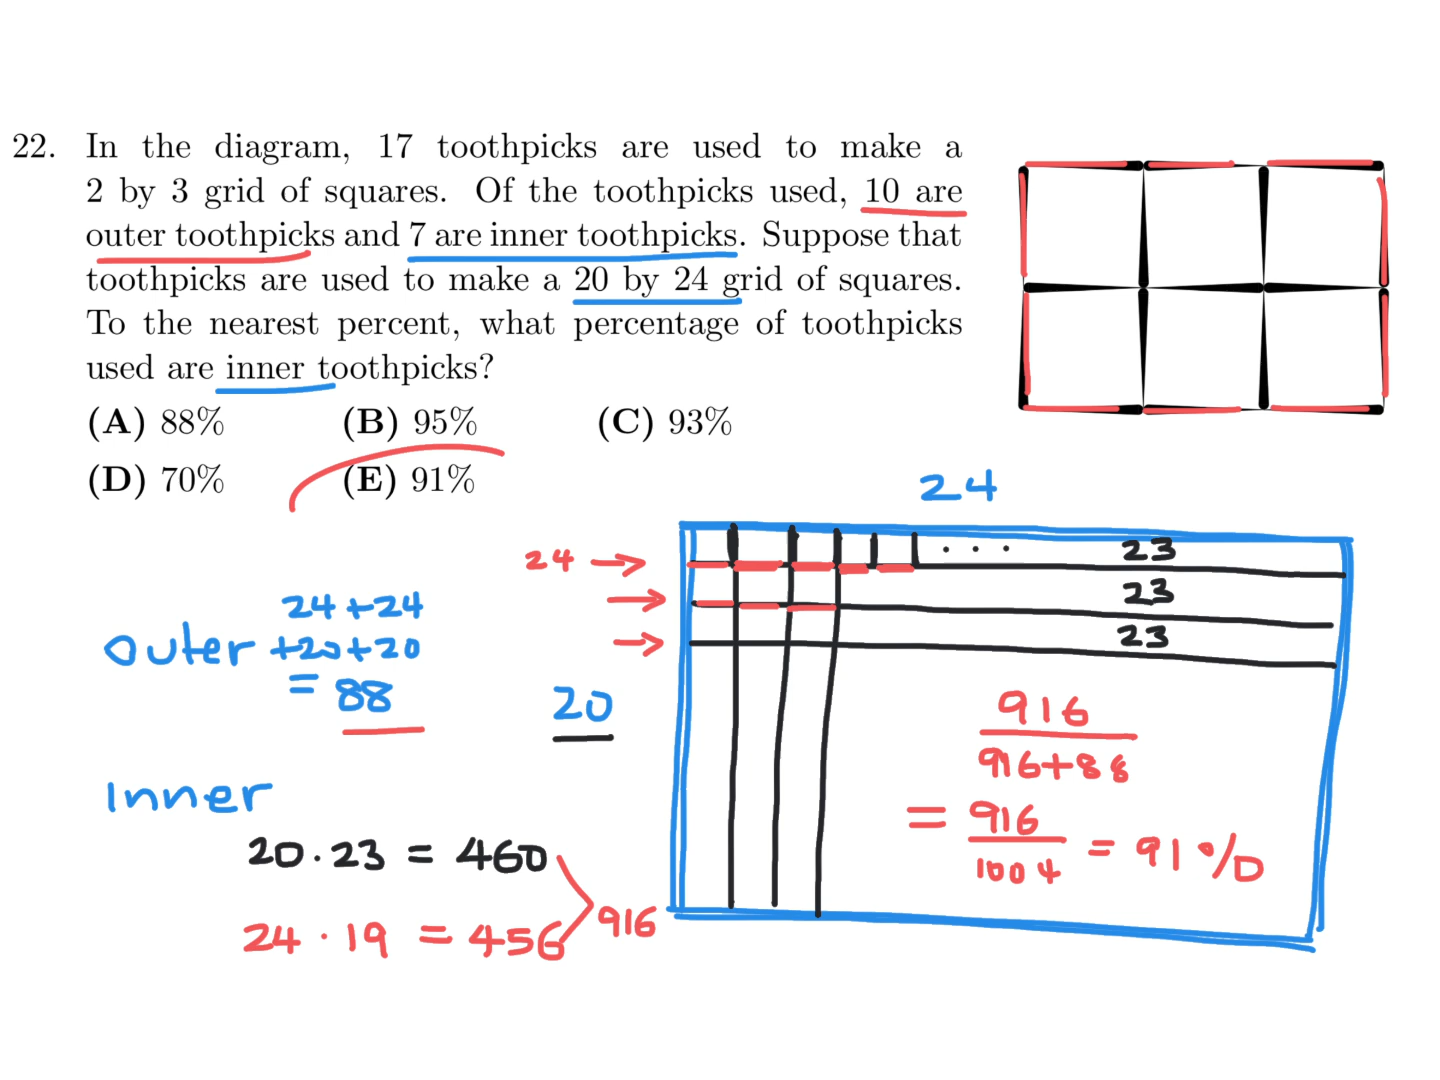 22. In the diagram, 17 toothpicks are used to make a
2 by 3 grid of squares. Of the toothpicks used, 10 are
outer toothpicks and 7 are inner toothpicks. Suppose that
toothpicks are used to make a 20 by 24 grid of squares.
To the nearest percent, what percentage of toothpicks
used are inner toothpicks?
(A) 88% (B) 95% (C) 93%
(D) 70% (E) 91%
24
24 → ... 23
→ 23
→ 23
outer 24+24
+20+20
= 88
20
Inner
20·23 = 460
24·19 = 456
916
916
916+88
= 916
1004
= 91%